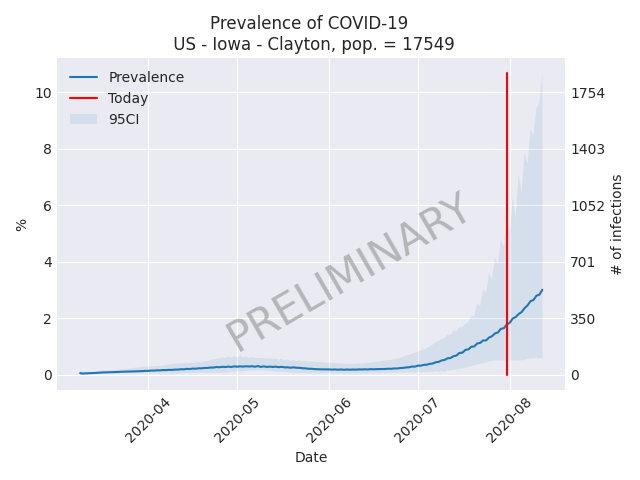 Prevalence of COVID-19
US - Iowa - Clayton, pop. = 17549
Prevalence
Today
95CI
10
8
6
4
2
0
%
1754
1403
1052
701
350
0
# of infections
PRELIMINARY
2020-04
2020-05
2020-06
2020-07
2020-08
Date